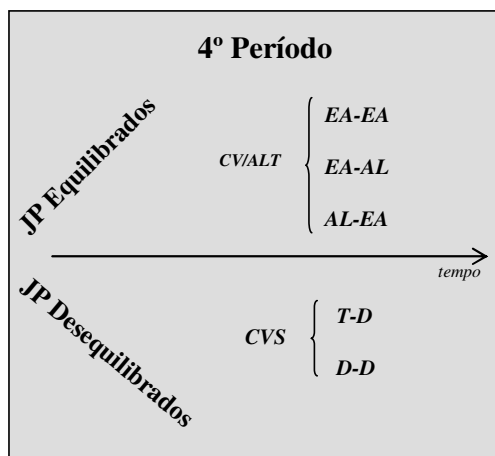 4º Período
JP Equilibrados
CV/ALT
EA-EA
EA-AL
AL-EA
tempo
JP Desequilibrados
CVS
T-D
D-D